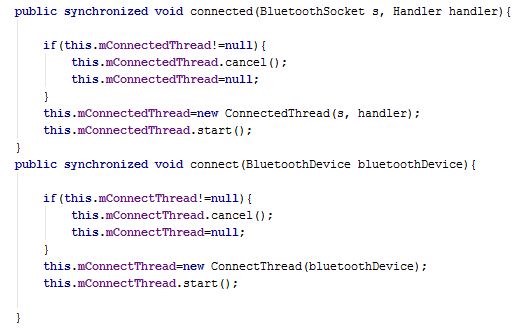 public synchronized void connected(BluetoothSocket s, Handler handler){
if(this.mConnectedThread!=null){
this.mConnectedThread.cancel();
this.mConnectedThread=null;
}
this.mConnectedThread=new ConnectedThread(s, handler);
this.mConnectedThread.start();
}
public synchronized void connect(BluetoothDevice bluetoothDevice){
if(this.mConnectThread!=null){
this.mConnectThread.cancel();
this.mConnectThread=null;
}
this.mConnectThread=new ConnectThread(bluetoothDevice);
this.mConnectThread.start();
}